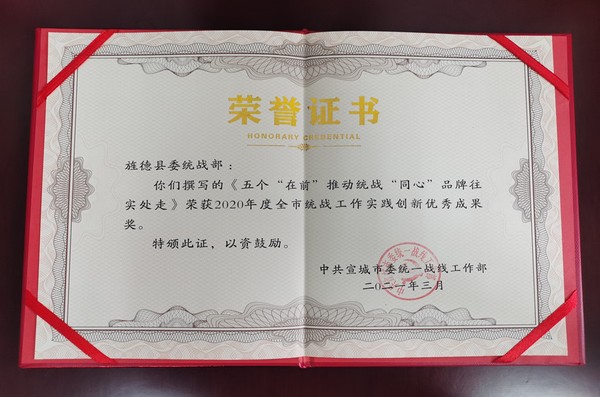 荣誉证书
HONORARY CREDENTIAL
旌德县委统战部：
你们撰写的《五个“在前”推动统战“同心”品牌往
实处走》荣获2020年度全市统战工作实践创新优秀成果
奖。
特颁此证，以资鼓励。
中共宣城市委统一战线工作部
二〇二一年三月